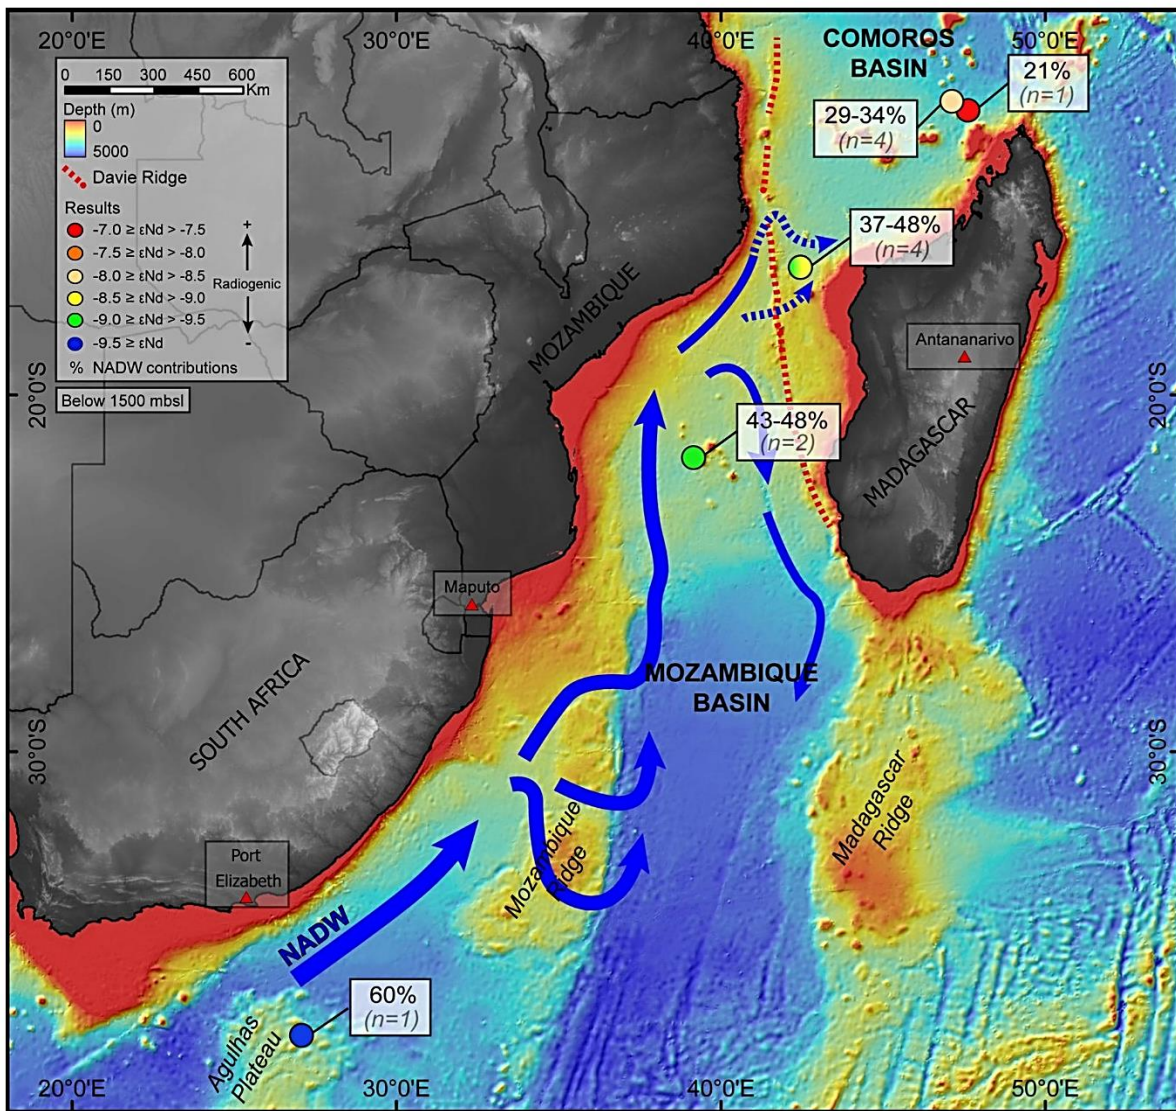 20°0'E
30°0'E
40°0'E
50°0'E
COMOROS
BASIN
0 150 300 450 600
Km
Depth (m)
0
5000
Davie Ridge
Results
-7.0 ≥ εNd > -7.5
-7.5 ≥ εNd > -8.0
-8.0 ≥ εNd > -8.5
-8.5 ≥ εNd > -9.0
-9.0 ≥ εNd > -9.5
-9.5 ≥ εNd
+
Radiogenic
-
% NADW contributions
Below 1500 mbsl
21%
(n=1)
29-34%
(n=4)
37-48%
(n=4)
MOZAMBIQUE
Antananarivo
20°0'S
20°0'S
43-48%
(n=2)
MADAGASCAR
Maputo
SOUTH AFRICA
MOZAMBIQUE
BASIN
30°0'S
30°0'S
Madagascar
Ridge
Mozambique
Ridge
Port
Elizabeth
NADW
60%
(n=1)
Agulhas
Plateau
20°0'E
30°0'E
40°0'E
50°0'E